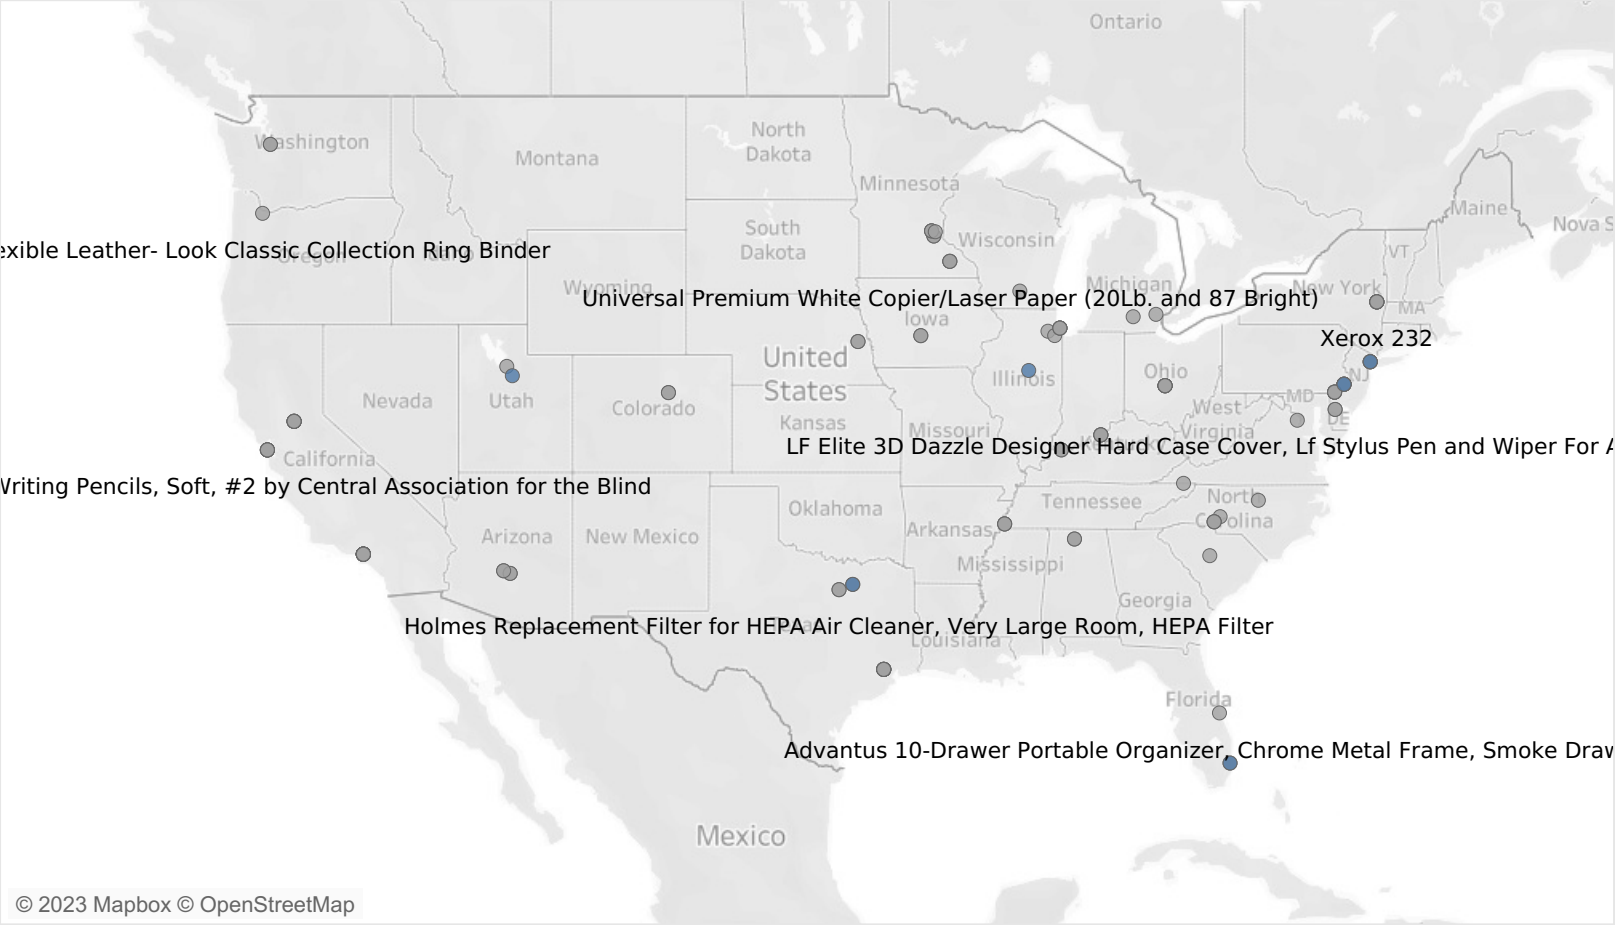 Ontario
Washington
Montana
North
Dakota
Minnesota
Maine
Nova S
South
Dakota
Wisconsin
exible Leather- Look Classic Collection Ring Binder
Oregon
Idaho
VT
Michigan
New York
Wyoming
Universal Premium White Copier/Laser Paper (20Lb. and 87 Bright)
MA
Iowa
Xerox 232
United
States
Ohio
NJ
Illinois
Nevada
Utah
Colorado
MD
Kansas
West
Virginia
DE
Missouri
Kentucky
LF Elite 3D Dazzle Designer Hard Case Cover, Lf Stylus Pen and Wiper For A
California
Writing Pencils, Soft, #2 by Central Association for the Blind
Oklahoma
Tennessee
North
Carolina
Arizona
New Mexico
Arkansas
Mississippi
Georgia
Holmes Replacement Filter for HEPA Air Cleaner, Very Large Room, HEPA Filter
Texas
Louisiana
Florida
Advantus 10-Drawer Portable Organizer, Chrome Metal Frame, Smoke Draw
Mexico
© 2023 Mapbox © OpenStreetMap